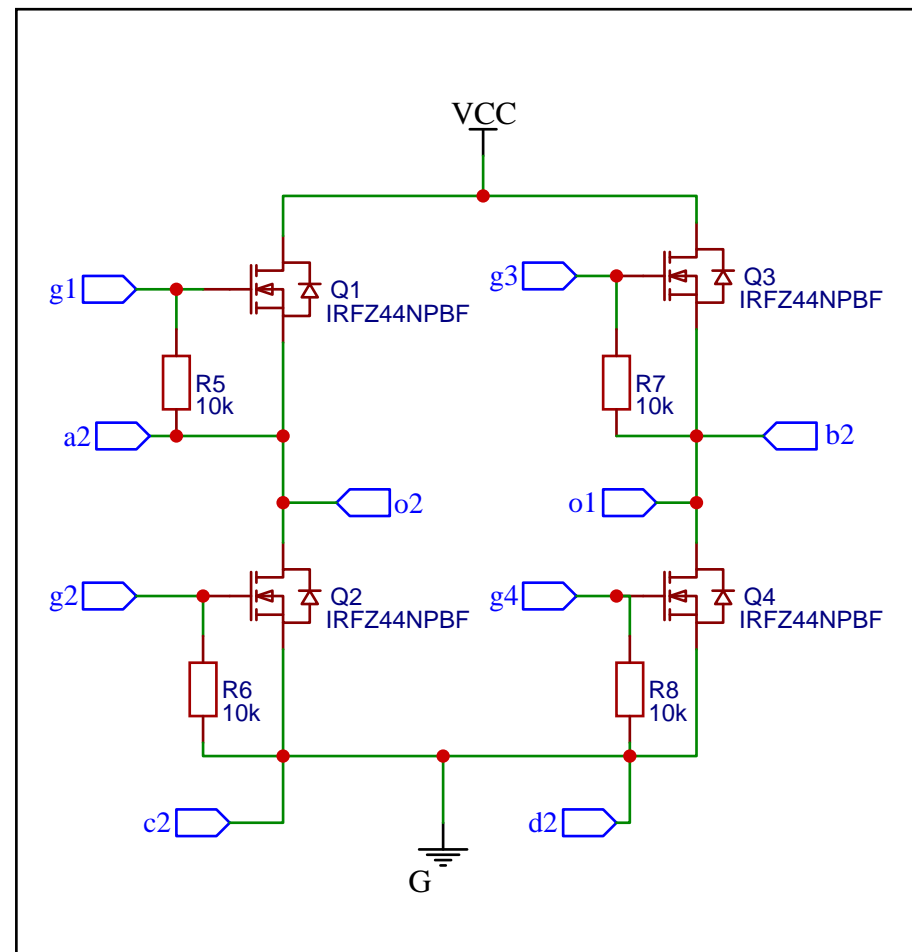 VCC
g1
Q1
IRFZ44NPBF
g3
Q3
IRFZ44NPBF
R5
10k
R7
10k
a2
b2
o2
o1
g2
Q2
IRFZ44NPBF
g4
Q4
IRFZ44NPBF
R6
10k
R8
10k
c2
d2
G